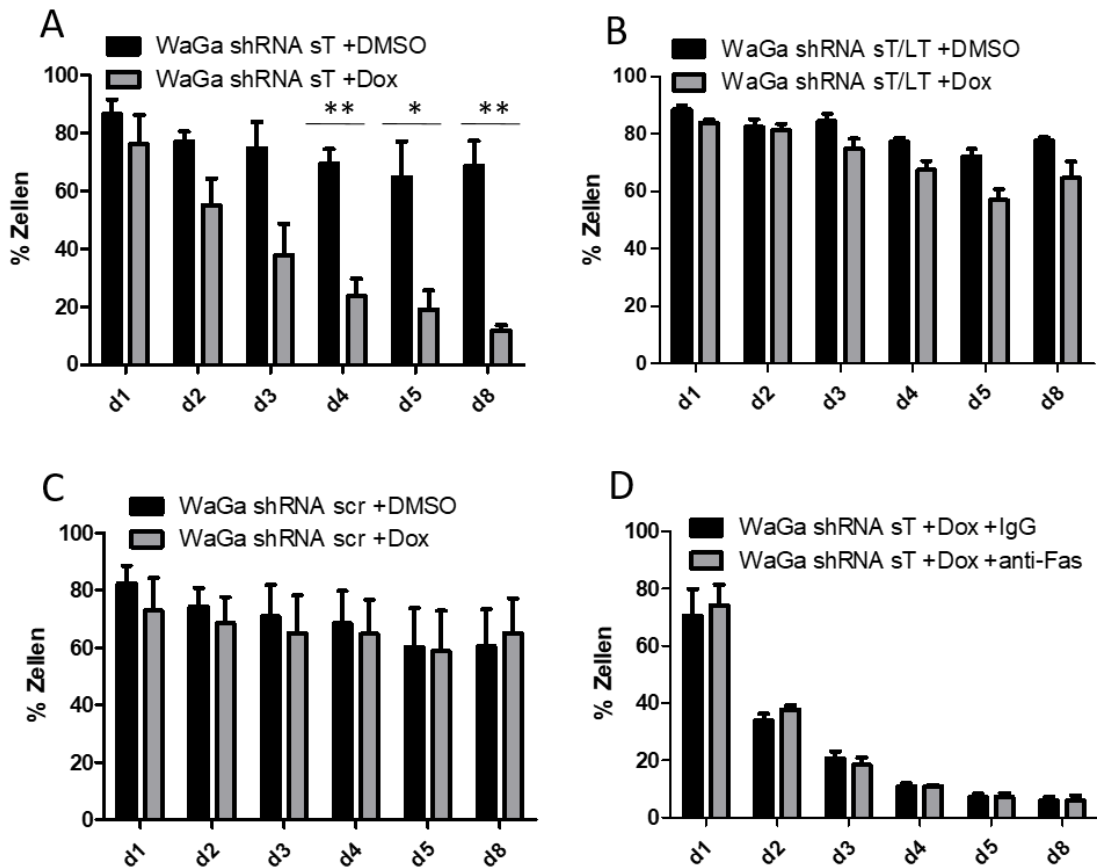 A
WaGa shRNA sT +DMSO
WaGa shRNA sT +Dox
% Zellen
100
80
60
40
20
0
** * **
d1 d2 d3 d4 d5 d8
B
WaGa shRNA sT/LT +DMSO
WaGa shRNA sT/LT +Dox
% Zellen
100
80
60
40
20
0
d1 d2 d3 d4 d5 d8
C
WaGa shRNA scr +DMSO
WaGa shRNA scr +Dox
% Zellen
100
80
60
40
20
0
d1 d2 d3 d4 d5 d8
D
WaGa shRNA sT +Dox +IgG
WaGa shRNA sT +Dox +anti-Fas
% Zellen
100
80
60
40
20
0
d1 d2 d3 d4 d5 d8